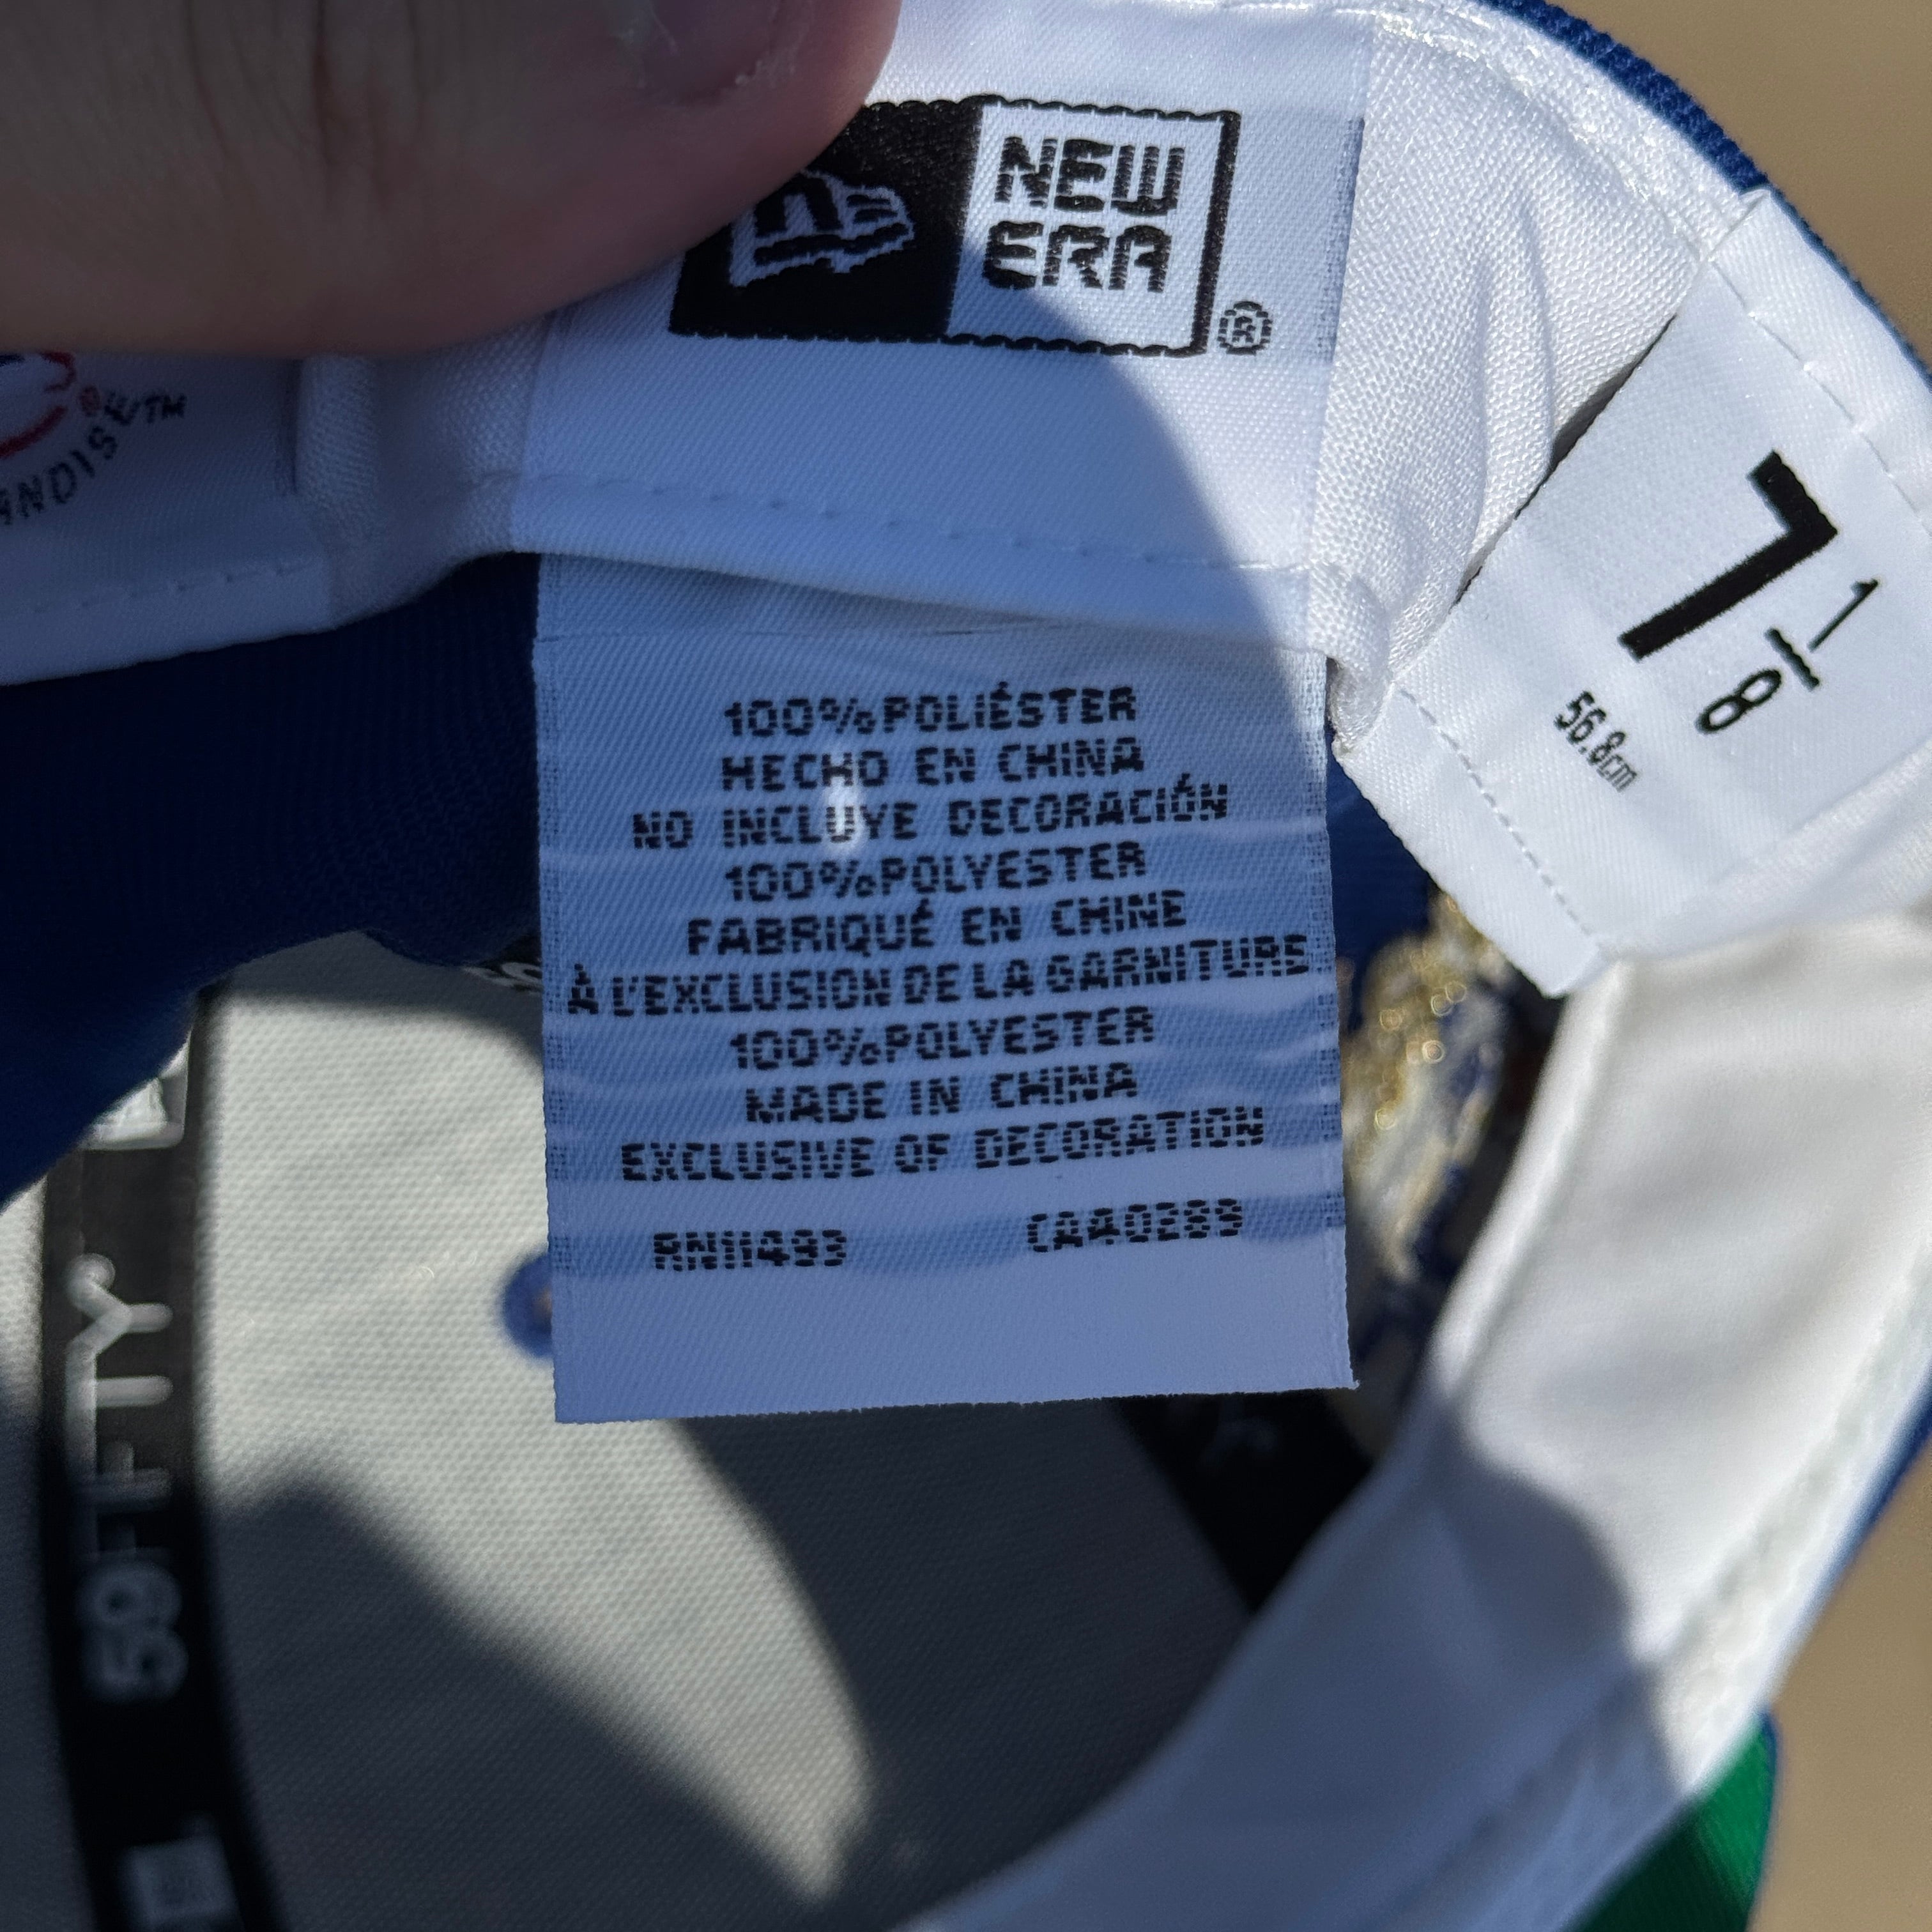 NEW
ERA
®
™
7 1/8
56.8cm
100%POLIÉSTER
HECHO EN CHINA
NO INCLUYE DECORACIÓN
100%POLYESTER
FABRIQUÉ EN CHINE
À L'EXCLUSION DE LA GARNITURE
100%POLYESTER
MADE IN CHINA
EXCLUSIVE OF DECORATION
RN11493 CA40289
59FIFTY